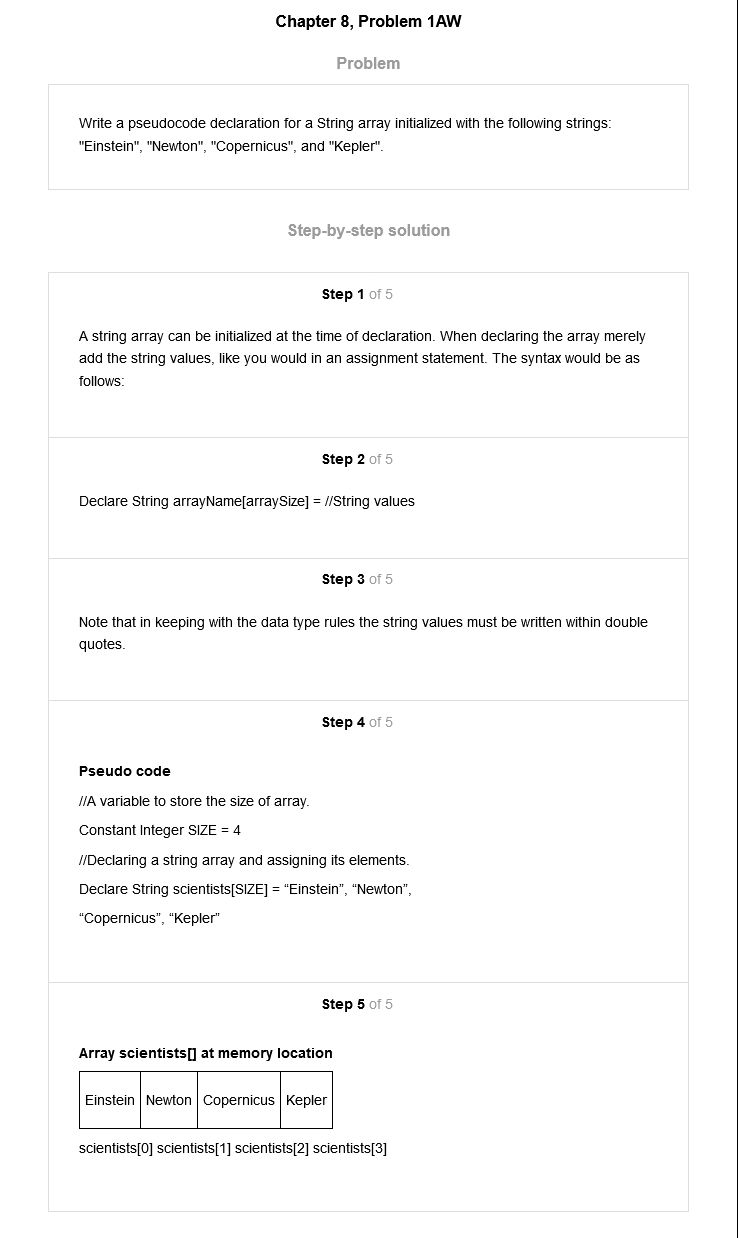 Chapter 8, Problem 1AW
Problem
Write a pseudocode declaration for a String array initialized with the following strings:
"Einstein", "Newton", "Copernicus", and "Kepler".
Step-by-step solution
Step 1 of 5
A string array can be initialized at the time of declaration. When declaring the array merely
add the string values, like you would in an assignment statement. The syntax would be as
follows:
Step 2 of 5
Declare String arrayName[arraySize] = //String values
Step 3 of 5
Note that in keeping with the data type rules the string values must be written within double
quotes.
Step 4 of 5
Pseudo code
//A variable to store the size of array.
Constant Integer SIZE = 4
//Declaring a string array and assigning its elements.
Declare String scientists[SIZE] = “Einstein”, “Newton”,
“Copernicus”, “Kepler”
Step 5 of 5
Array scientists[] at memory location
Einstein Newton Copernicus Kepler
scientists[0] scientists[1] scientists[2] scientists[3]